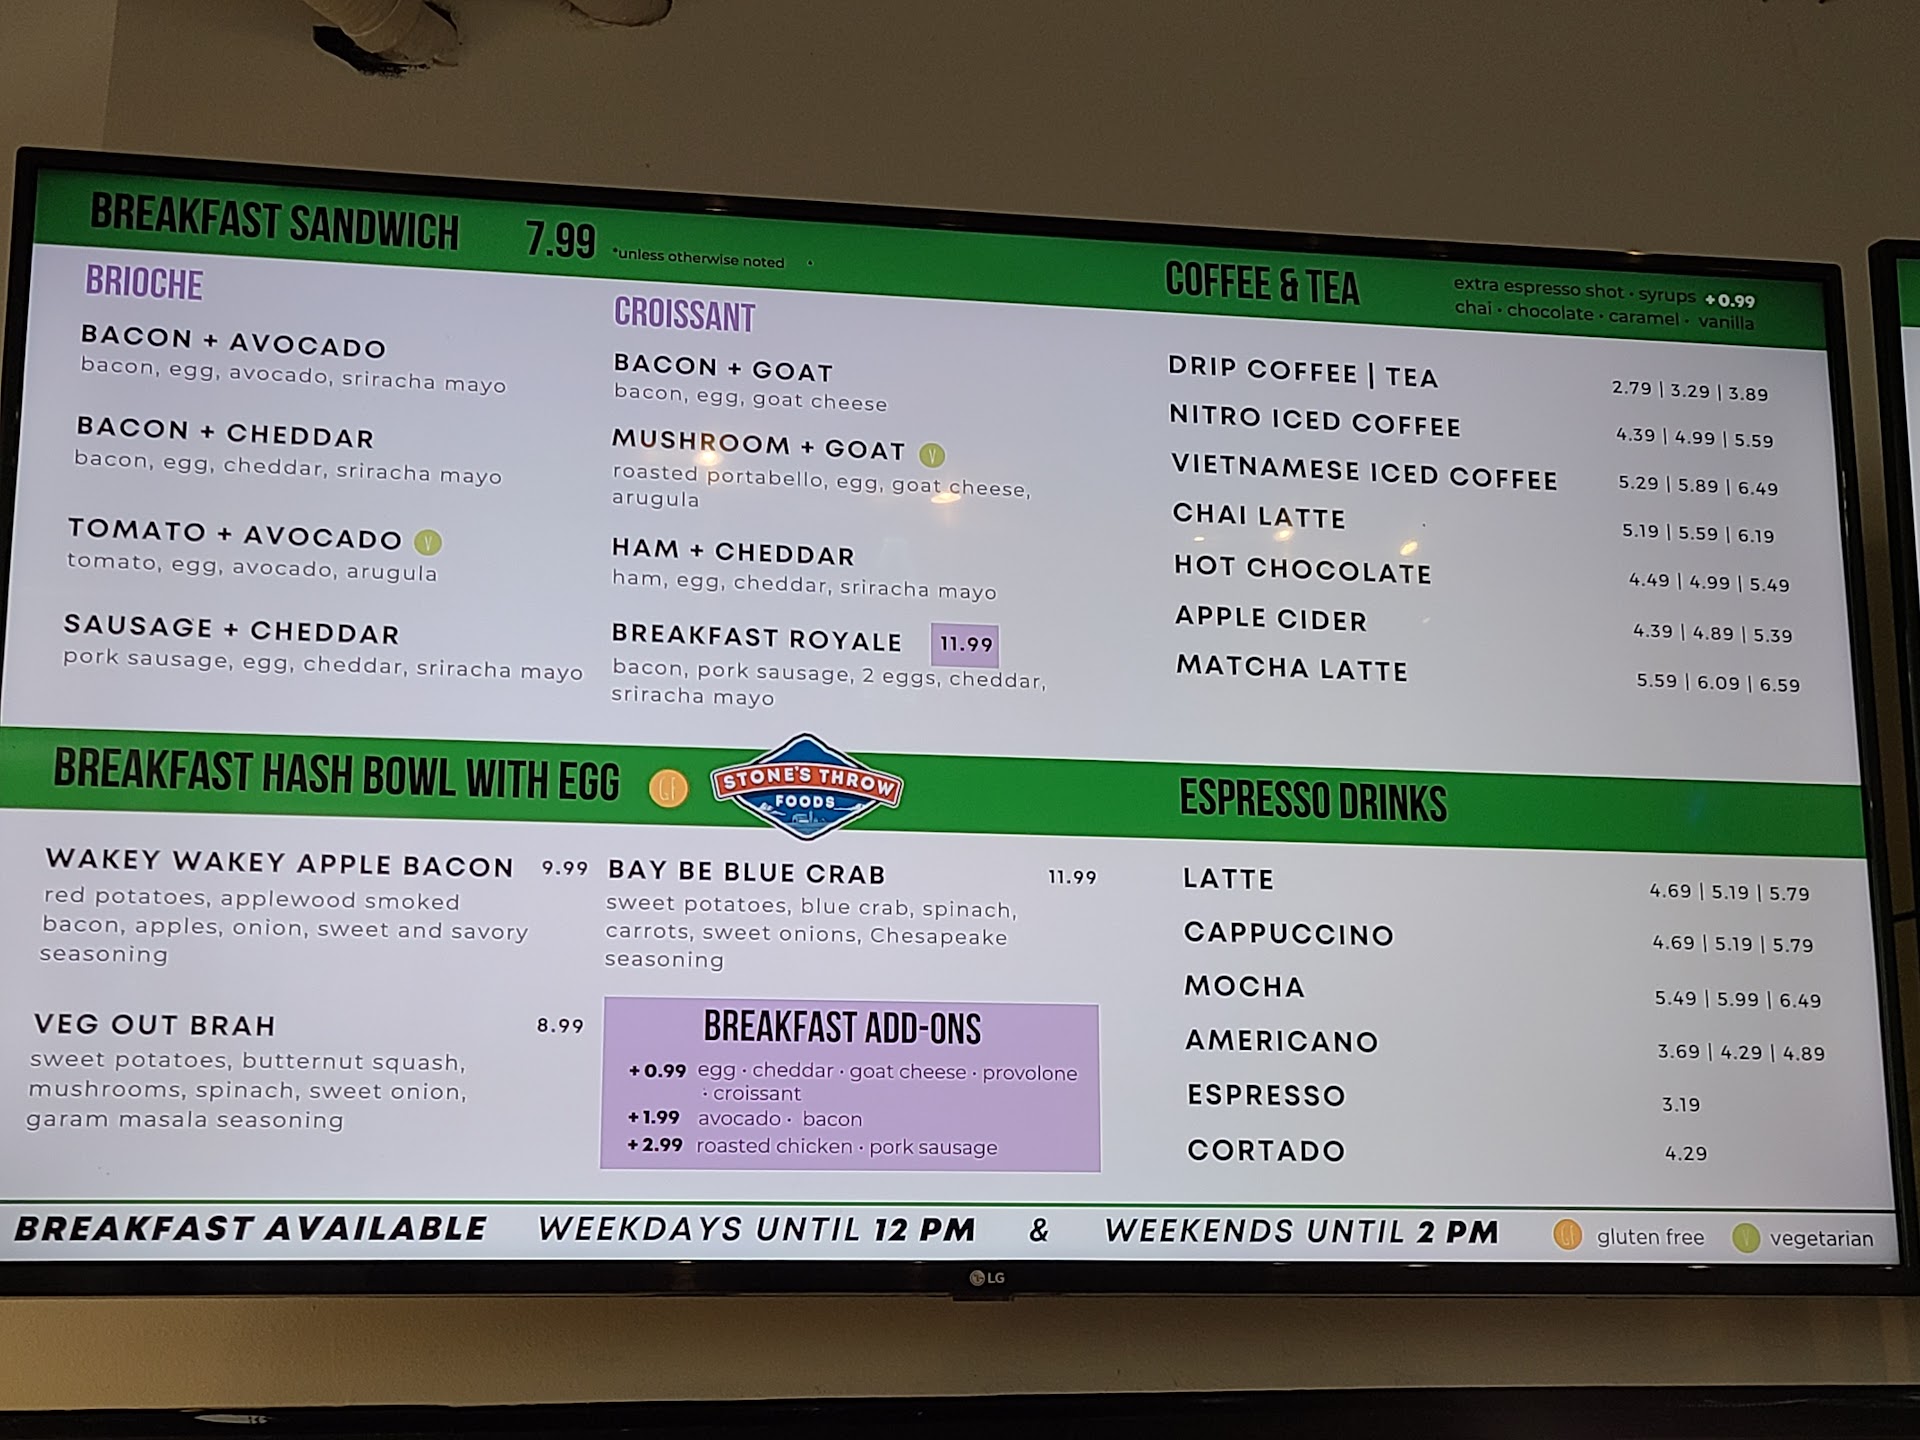 BREAKFAST SANDWICH 7.99 *unless otherwise noted
BRIOCHE
BACON + AVOCADO
bacon, egg, avocado, sriracha mayo
BACON + CHEDDAR
bacon, egg, cheddar, sriracha mayo
TOMATO + AVOCADO V
tomato, egg, avocado, arugula
SAUSAGE + CHEDDAR
pork sausage, egg, cheddar, sriracha mayo
CROISSANT
BACON + GOAT
bacon, egg, goat cheese
MUSHROOM + GOAT V
roasted portabello, egg, goat cheese,
arugula
HAM + CHEDDAR
ham, egg, cheddar, sriracha mayo
BREAKFAST ROYALE 11.99
bacon, pork sausage, 2 eggs, cheddar,
sriracha mayo
COFFEE & TEA
extra espresso shot · syrups +0.99
chai · chocolate · caramel · vanilla
DRIP COFFEE | TEA 2.79 | 3.29 | 3.89
NITRO ICED COFFEE 4.39 | 4.99 | 5.59
VIETNAMESE ICED COFFEE 5.29 | 5.89 | 6.49
CHAI LATTE 5.19 | 5.59 | 6.19
HOT CHOCOLATE 4.49 | 4.99 | 5.49
APPLE CIDER 4.39 | 4.89 | 5.39
MATCHA LATTE 5.59 | 6.09 | 6.59
BREAKFAST HASH BOWL WITH EGG GF
STONE'S THROW
FOODS
WAKEY WAKEY APPLE BACON 9.99
red potatoes, applewood smoked
bacon, apples, onion, sweet and savory
seasoning
VEG OUT BRAH 8.99
sweet potatoes, butternut squash,
mushrooms, spinach, sweet onion,
garam masala seasoning
BAY BE BLUE CRAB 11.99
sweet potatoes, blue crab, spinach,
carrots, sweet onions, Chesapeake
seasoning
BREAKFAST ADD-ONS
+0.99 egg · cheddar · goat cheese · provolone
· croissant
+1.99 avocado · bacon
+2.99 roasted chicken · pork sausage
ESPRESSO DRINKS
LATTE 4.69 | 5.19 | 5.79
CAPPUCCINO 4.69 | 5.19 | 5.79
MOCHA 5.49 | 5.99 | 6.49
AMERICANO 3.69 | 4.29 | 4.89
ESPRESSO 3.19
CORTADO 4.29
BREAKFAST AVAILABLE WEEKDAYS UNTIL 12 PM & WEEKENDS UNTIL 2 PM GF gluten free V vegetarian
LG